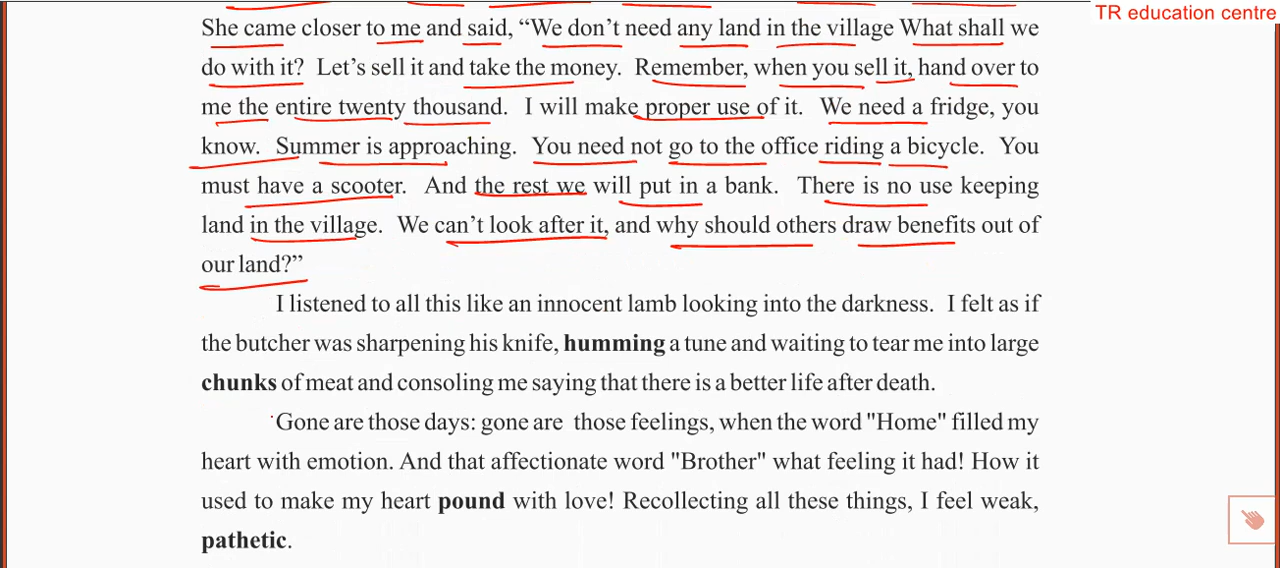 TR education centre
She came closer to me and said, “We don’t need any land in the village What shall we
do with it? Let’s sell it and take the money. Remember, when you sell it, hand over to
me the entire twenty thousand. I will make proper use of it. We need a fridge, you
know. Summer is approaching. You need not go to the office riding a bicycle. You
must have a scooter. And the rest we will put in a bank. There is no use keeping
land in the village. We can’t look after it, and why should others draw benefits out of
our land?”
I listened to all this like an innocent lamb looking into the darkness. I felt as if
the butcher was sharpening his knife, humming a tune and waiting to tear me into large
chunks of meat and consoling me saying that there is a better life after death.
Gone are those days: gone are those feelings, when the word "Home" filled my
heart with emotion. And that affectionate word "Brother" what feeling it had! How it
used to make my heart pound with love! Recollecting all these things, I feel weak,
pathetic.